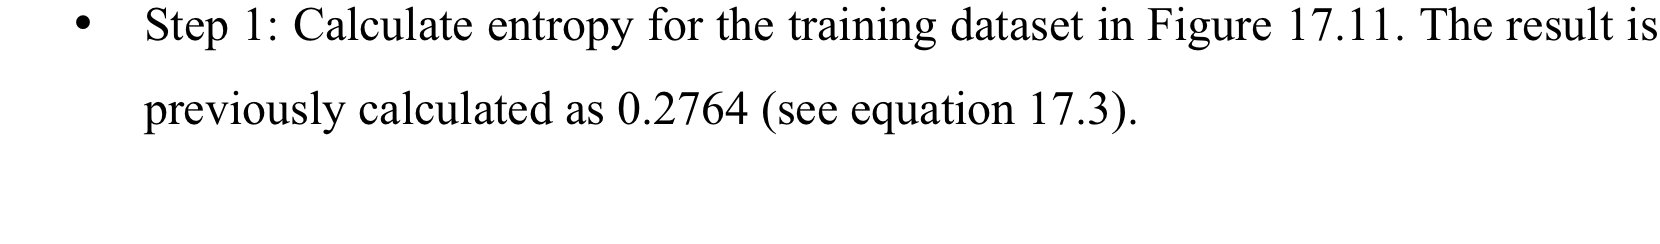 • Step 1: Calculate entropy for the training dataset in Figure 17.11. The result is
previously calculated as 0.2764 (see equation 17.3).